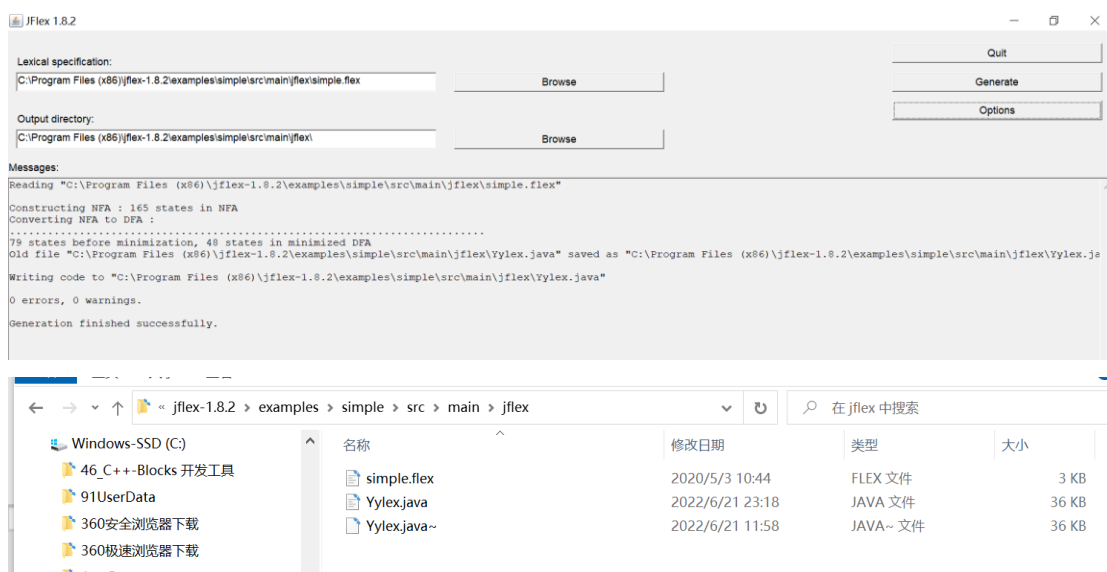 JFlex 1.8.2
Quit
Lexical specification:
C:\Program Files (x86)\jflex-1.8.2\examples\simple\src\main\jflex\simple.flex
Browse
Generate
Options
Output directory:
C:\Program Files (x86)\jflex-1.8.2\examples\simple\src\main\jflex\
Browse
Messages:
Reading "C:\Program Files (x86)\jflex-1.8.2\examples\simple\src\main\jflex\simple.flex"
Constructing NFA : 165 states in NFA
Converting NFA to DFA :
............................................................................
79 states before minimization, 48 states in minimized DFA
Old file "C:\Program Files (x86)\jflex-1.8.2\examples\simple\src\main\jflex\Yylex.java" saved as "C:\Program Files (x86)\jflex-1.8.2\examples\simple\src\main\jflex\Yylex.ja
Writing code to "C:\Program Files (x86)\jflex-1.8.2\examples\simple\src\main\jflex\Yylex.java"
0 errors, 0 warnings.
Generation finished successfully.
« jflex-1.8.2 > examples > simple > src > main > jflex
在 jflex 中搜索
Windows-SSD (C:)
名称 修改日期 类型 大小
46_C++-Blocks 开发工具
simple.flex 2020/5/3 10:44 FLEX 文件 3 KB
91UserData
Yylex.java 2022/6/21 23:18 JAVA 文件 36 KB
360安全浏览器下载
Yylex.java~ 2022/6/21 11:58 JAVA~ 文件 36 KB
360极速浏览器下载